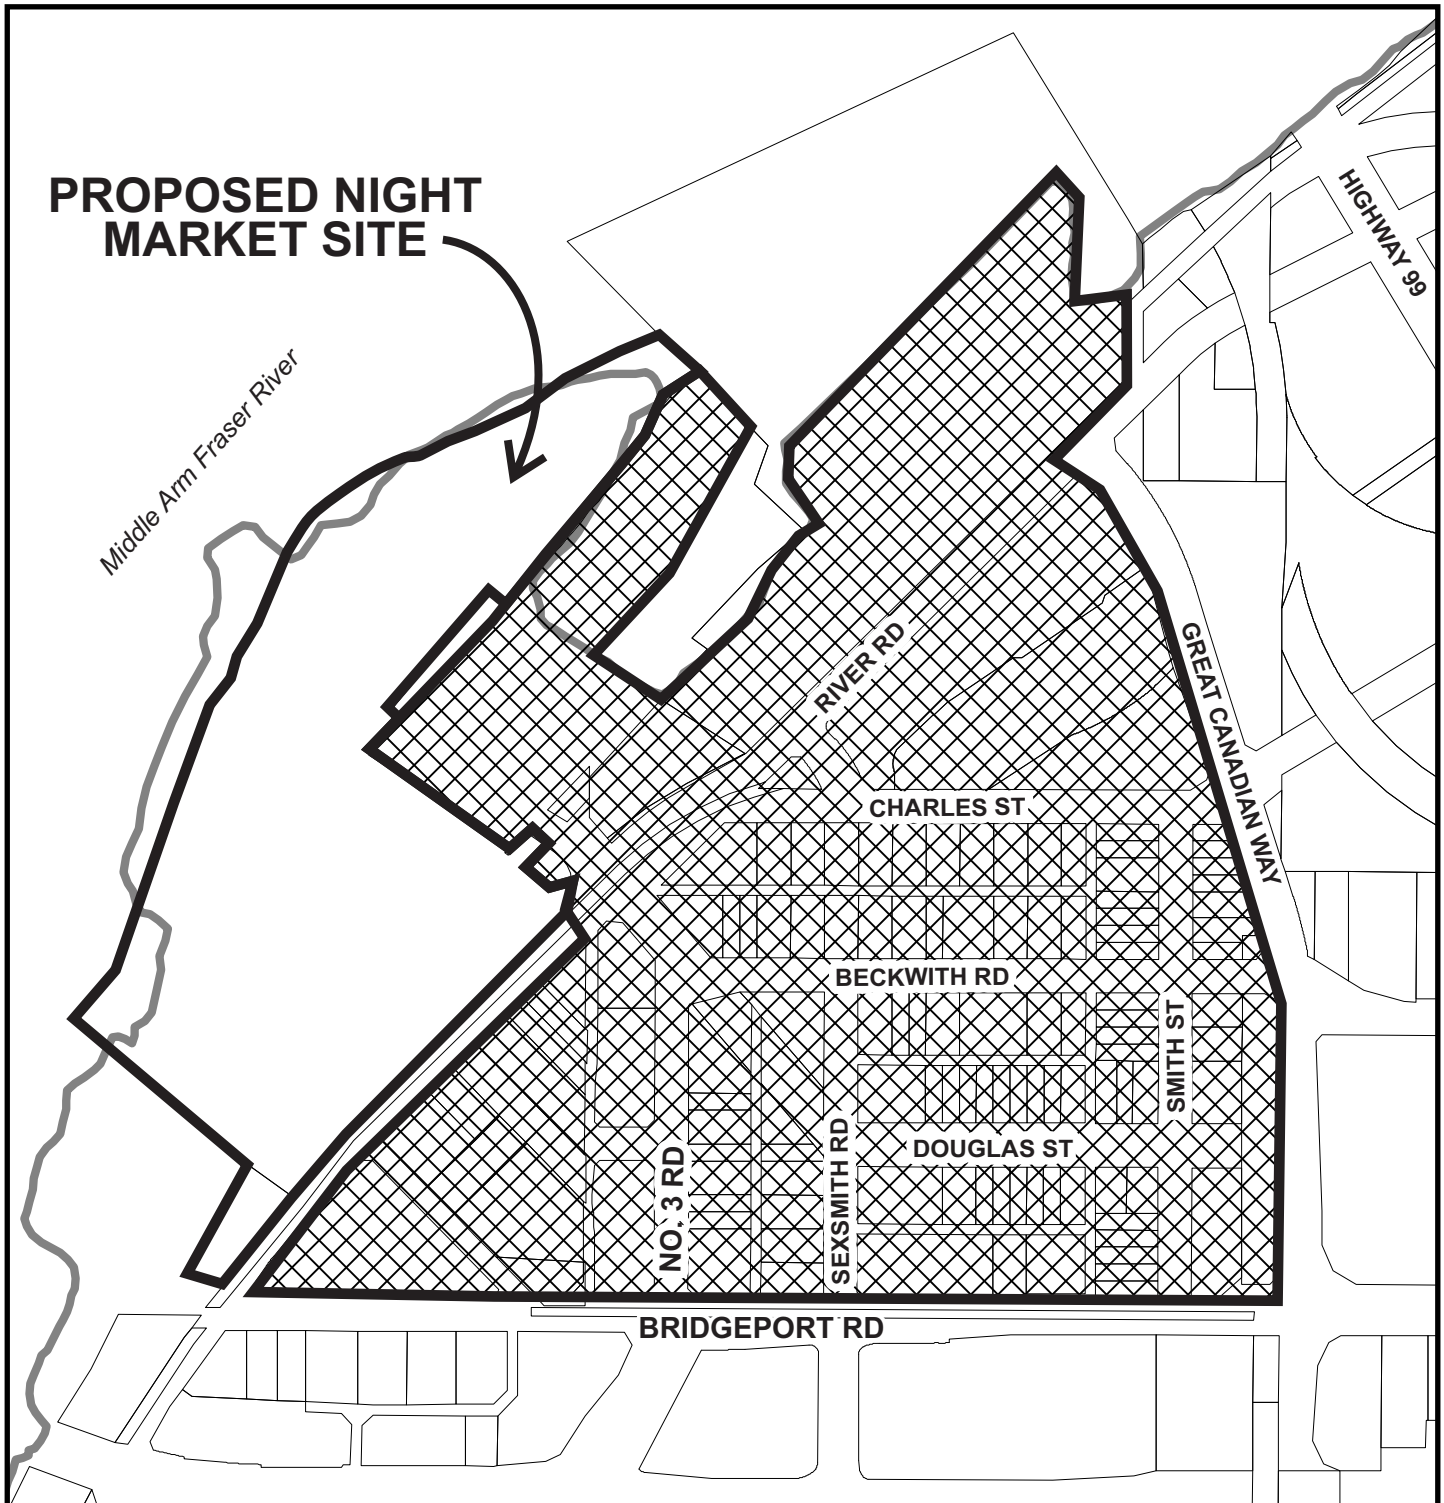 PROPOSED NIGHT
MARKET SITE
HIGHWAY 99
Middle Arm Fraser River
RIVER RD
GREAT CANADIAN WAY
CHARLES ST
BECKWITH RD
SMITH ST
DOUGLAS ST
NO. 3 RD
SEXSMITH RD
BRIDGEPORT RD